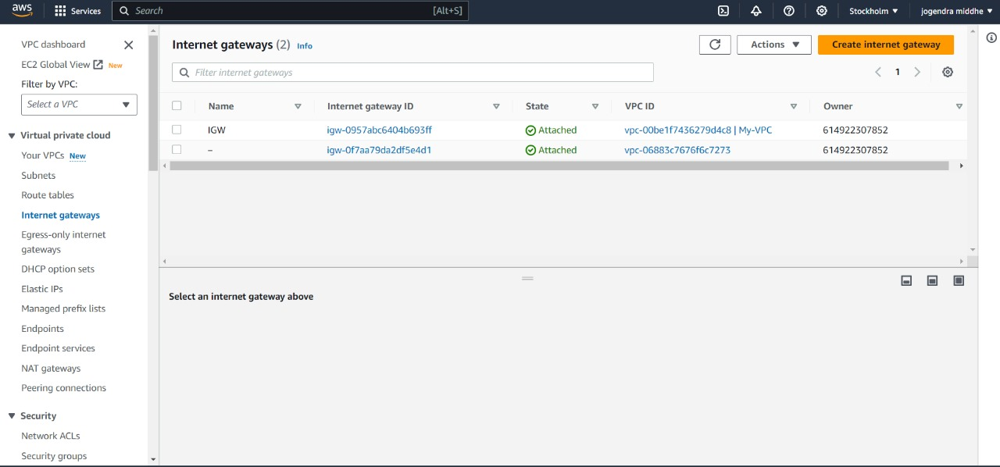 aws Services Search [Alt+S] Stockholm jogendra middhe
VPC dashboard
EC2 Global View New
Filter by VPC:
Select a VPC
Virtual private cloud
Your VPCs New
Subnets
Route tables
Internet gateways
Egress-only internet
gateways
DHCP option sets
Elastic IPs
Managed prefix lists
Endpoints
Endpoint services
NAT gateways
Peering connections
Security
Network ACLs
Security groups
Internet gateways (2) Info
Actions
Create internet gateway
Filter internet gateways
1
Name Internet gateway ID State VPC ID Owner
IGW igw-0957abc6404b693ff Attached vpc-00be1f7436279d4c8 | My-VPC 614922307852
– igw-0f7aa79da2df5e4d1 Attached vpc-06883c7676f6c7273 614922307852
Select an internet gateway above